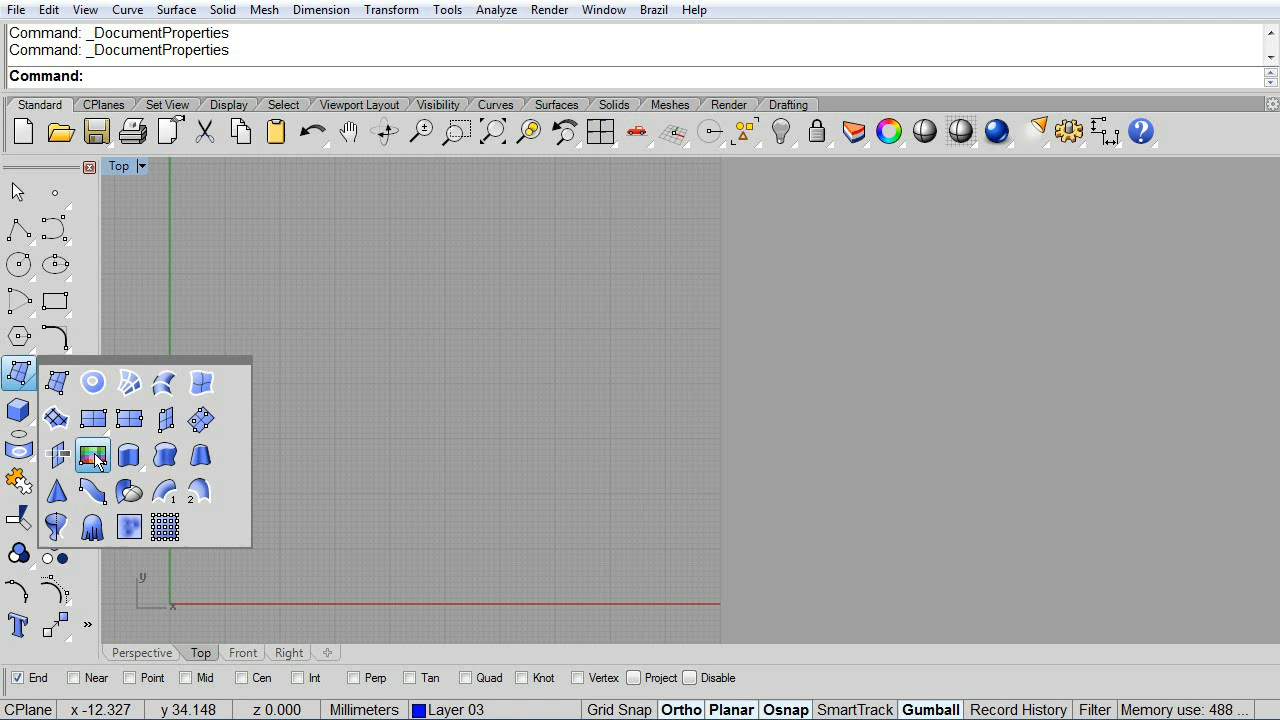 File Edit View Curve Surface Solid Mesh Dimension Transform Tools Analyze Render Window Brazil Help
Command: _DocumentProperties
Command: _DocumentProperties
Command:
Standard CPlanes Set View Display Select Viewport Layout Visibility Curves Surfaces Solids Meshes Render Drafting
Top
1 2
y
x
Perspective Top Front Right
End Near Point Mid Cen Int Perp Tan Quad Knot Vertex Project Disable
CPlane x -12.327 y 34.148 z 0.000 Millimeters Layer 03 Grid Snap Ortho Planar Osnap SmartTrack Gumball Record History Filter Memory use: 488 ...